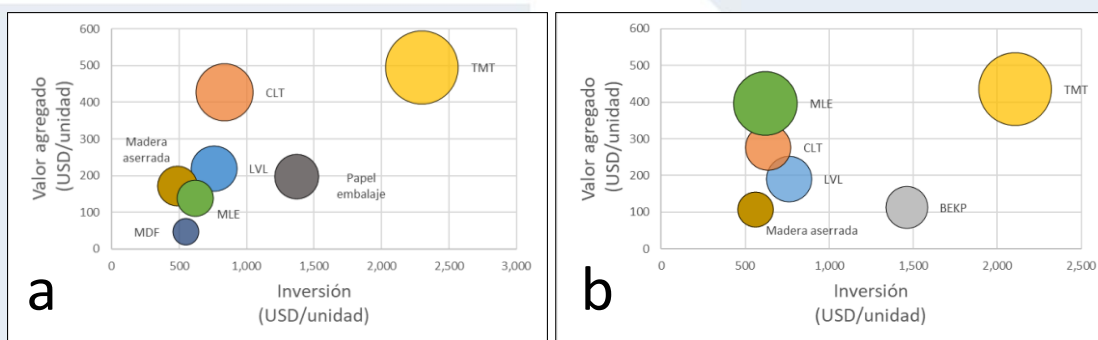 Valor agregado
(USD/unidad)
600
500
400
300
200
100
0
TMT
CLT
Madera
aserrada
LVL
Papel
embalaje
MLE
MDF
0
500
1,000
1,500
2,000
2,500
3,000
Inversión
(USD/unidad)
a
Valor agregado
(USD/unidad)
600
500
400
300
200
100
0
TMT
MLE
CLT
LVL
BEKP
Madera aserrada
0
500
1,000
1,500
2,000
2,500
Inversión
(USD/unidad)
b